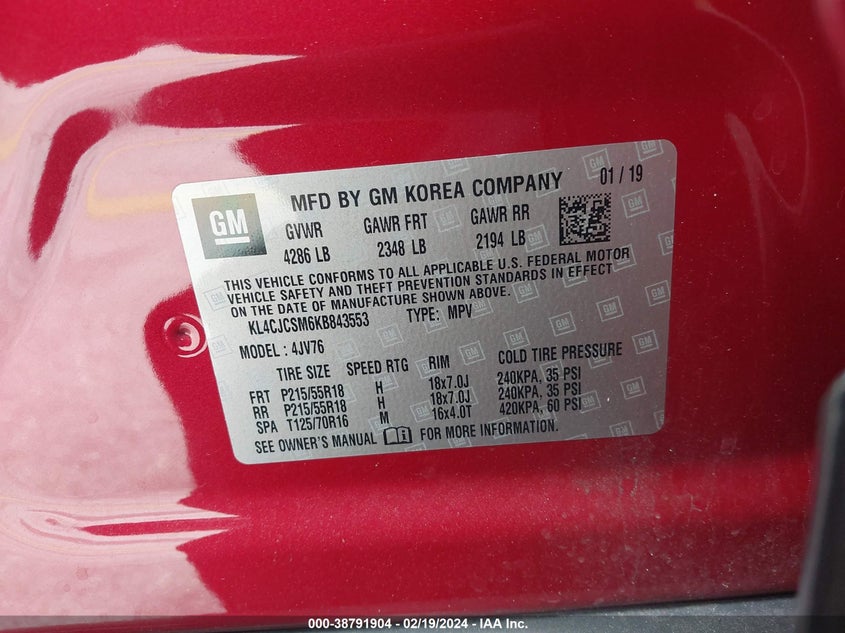 GM
MFD BY GM KOREA COMPANY 01 / 19
GVWR GAWR FRT GAWR RR
4286 LB 2348 LB 2194 LB
THIS VEHICLE CONFORMS TO ALL APPLICABLE U.S. FEDERAL MOTOR
VEHICLE SAFETY AND THEFT PREVENTION STANDARDS IN EFFECT
ON THE DATE OF MANUFACTURE SHOWN ABOVE.
KL4CJCSM6KB843553 TYPE: MPV
MODEL : 4JV76
TIRE SIZE SPEED RTG RIM COLD TIRE PRESSURE
FRT P215/55R18 H 18x7.0J 240KPA, 35 PSI
RR P215/55R18 H 18x7.0J 240KPA, 35 PSI
SPA T125/70R16 M 16x4.0T 420KPA, 60 PSI
SEE OWNER'S MANUAL FOR MORE INFORMATION.
000-38791904 - 02/19/2024 - IAA Inc.